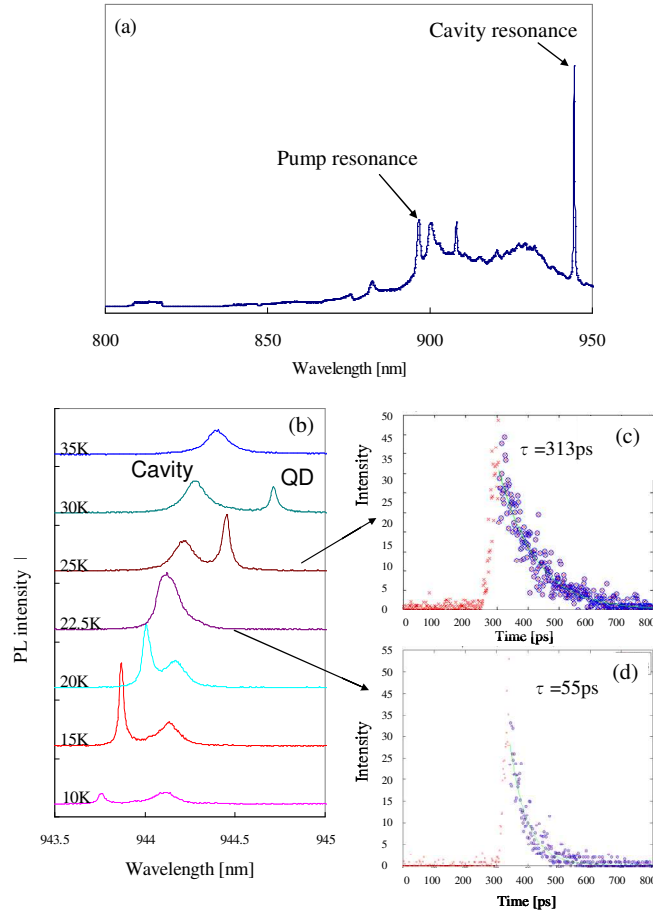 (a)
Cavity resonance
Pump resonance
800 850 900 950
Wavelength [nm]
(b)
35K
Cavity QD
30K
25K
22.5K
20K
15K
10K
PL intensity |
943.5 944 944.5 945
Wavelength [nm]
(c)
τ =313ps
Intensity
50
45
40
35
30
25
20
15
10
5
0
0 100 200 300 400 500 600 700 800
Time [ps]
(d)
τ =55ps
Intensity
55
50
45
40
35
30
25
20
15
10
5
0
0 100 200 300 400 500 600 700 800
Time [ps]